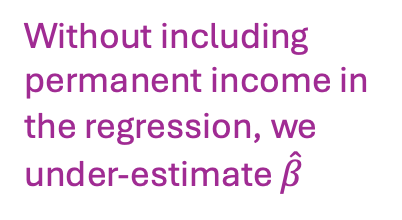 Without including
permanent income in
the regression, we
under-estimate β̂